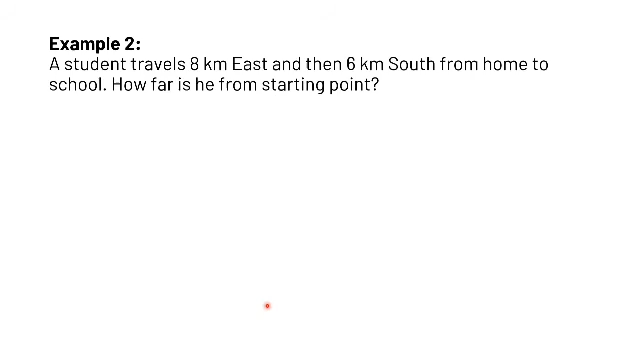 Example 2:
A student travels 8 km East and then 6 km South from home to
school. How far is he from starting point?